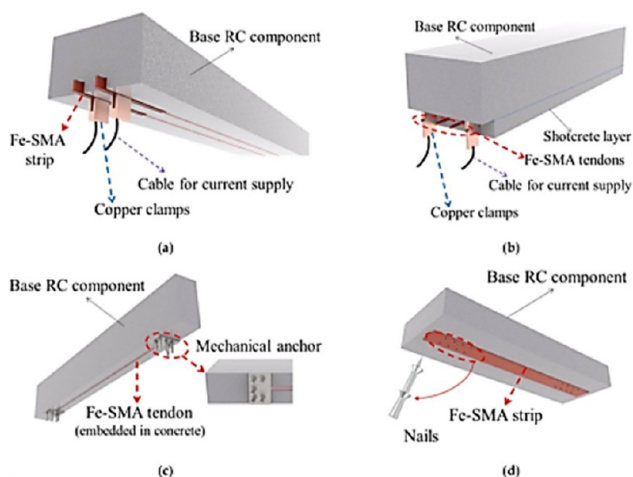 Base RC component
Fe-SMA
strip
Cable for current supply
Copper clamps
(a)
Base RC component
Shotcrete layer
Fe-SMA tendons
Cable for current supply
Copper clamps
(b)
Base RC component
Mechanical anchor
Fe-SMA tendon
(embedded in concrete)
(c)
Base RC component
Fe-SMA strip
Nails
(d)